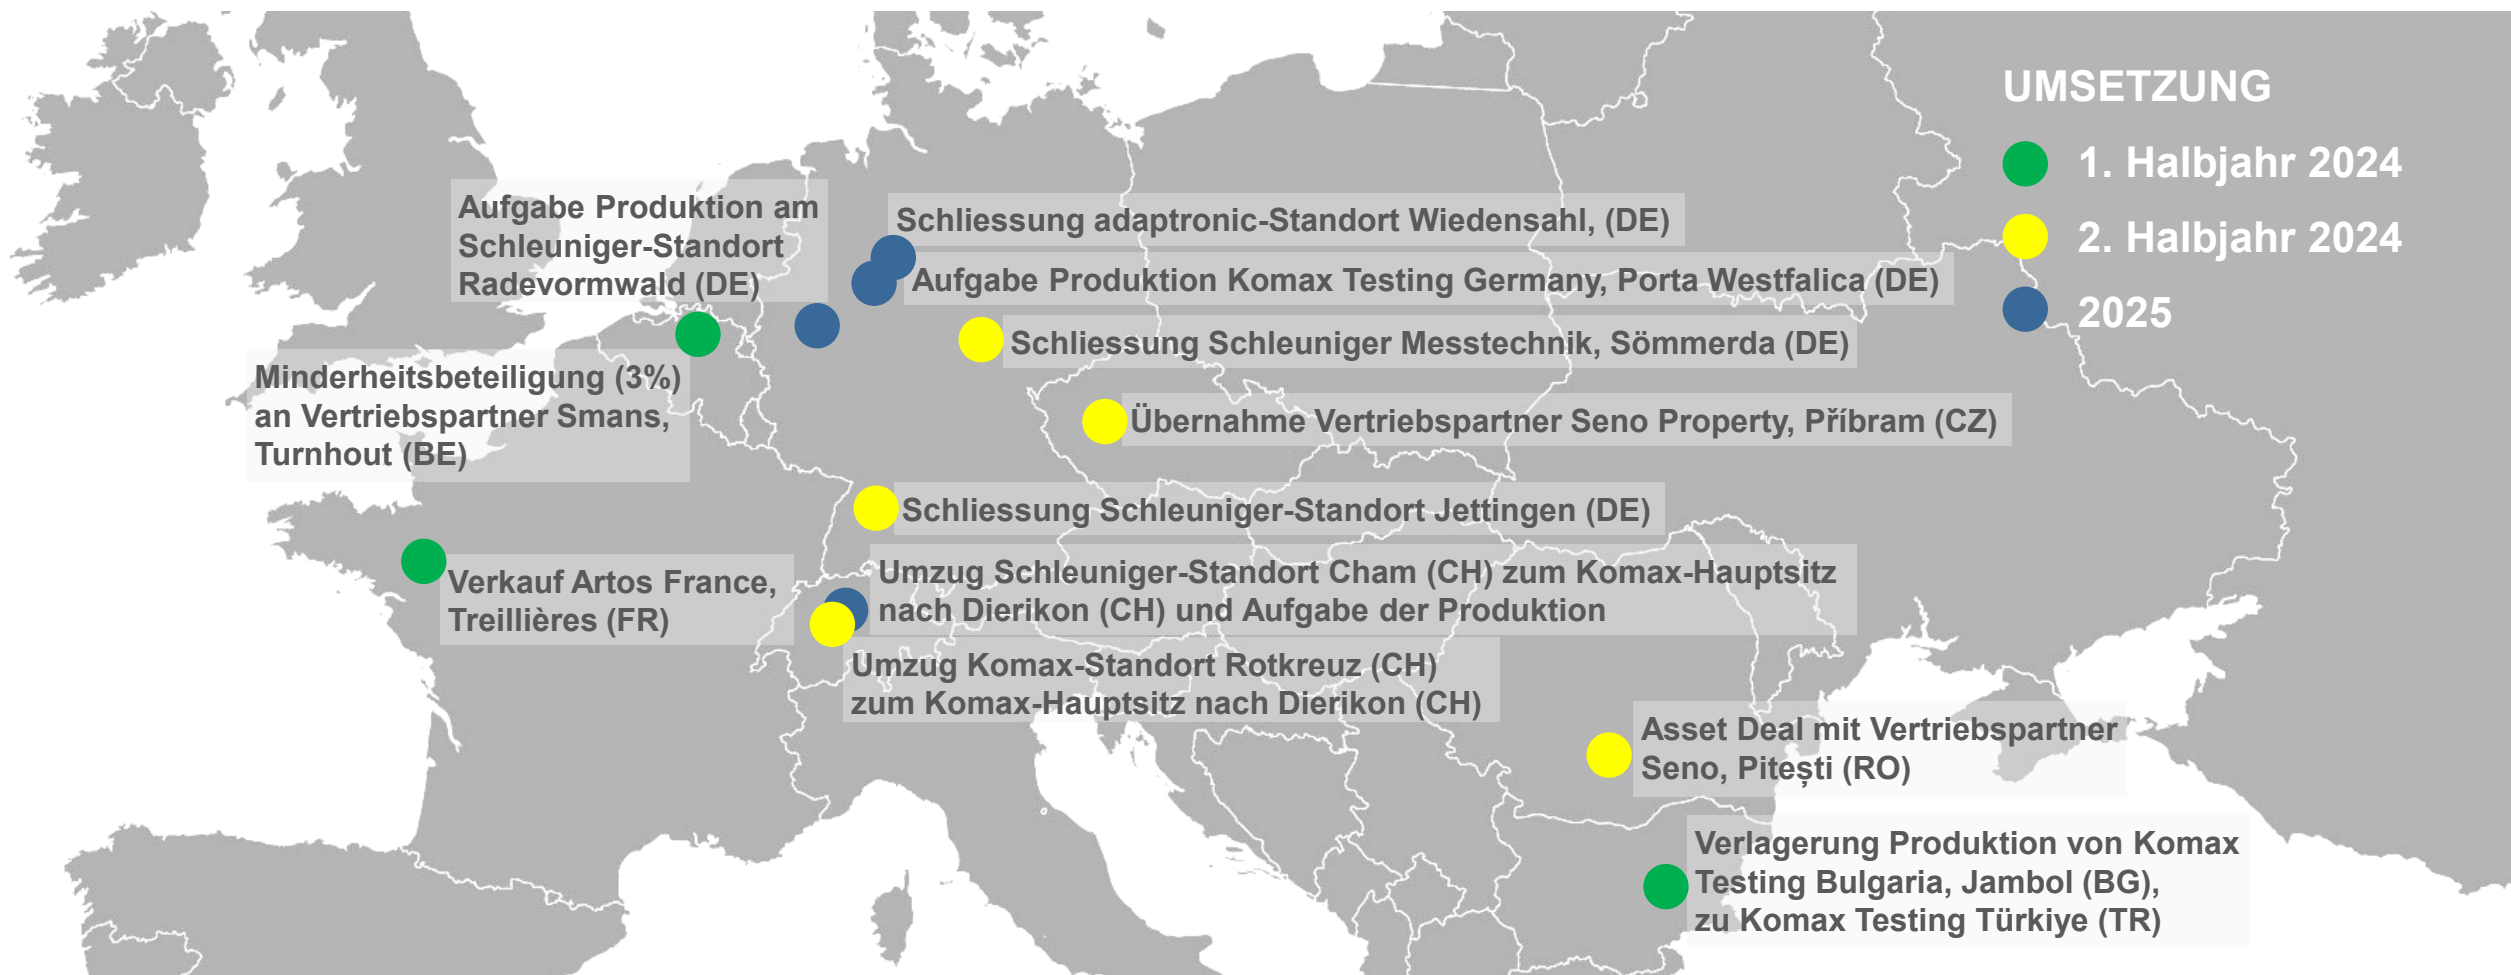 UMSETZUNG
1. Halbjahr 2024
2. Halbjahr 2024
2025
Aufgabe Produktion am
Schleuniger-Standort
Radevormwald (DE)
Schliessung adaptronic-Standort Wiedensahl, (DE)
Aufgabe Produktion Komax Testing Germany, Porta Westfalica (DE)
Schliessung Schleuniger Messtechnik, Sömmerda (DE)
Minderheitsbeteiligung (3%)
an Vertriebspartner Smans,
Turnhout (BE)
Übernahme Vertriebspartner Seno Property, Příbram (CZ)
Schliessung Schleuniger-Standort Jettingen (DE)
Verkauf Artos France,
Treillières (FR)
Umzug Schleuniger-Standort Cham (CH) zum Komax-Hauptsitz
nach Dierikon (CH) und Aufgabe der Produktion
Umzug Komax-Standort Rotkreuz (CH)
zum Komax-Hauptsitz nach Dierikon (CH)
Asset Deal mit Vertriebspartner
Seno, Pitești (RO)
Verlagerung Produktion von Komax
Testing Bulgaria, Jambol (BG),
zu Komax Testing Türkiye (TR)